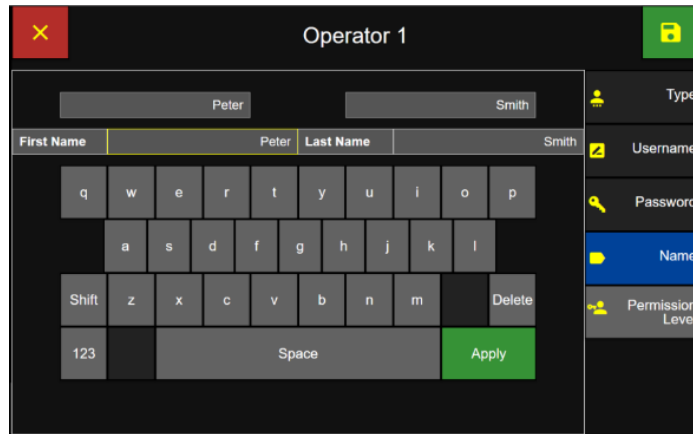 Operator 1
Peter Smith
First Name Peter Last Name Smith
q w e r t y u i o p
a s d f g h j k l
Shift z x c v b n m Delete
123 Space Apply
Type
Username
Password
Name
Permission
Level